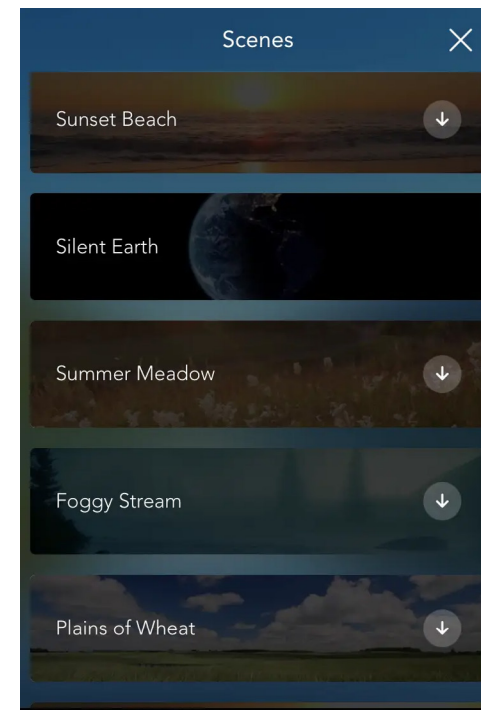 Scenes
Sunset Beach
Silent Earth
Summer Meadow
Foggy Stream
Plains of Wheat